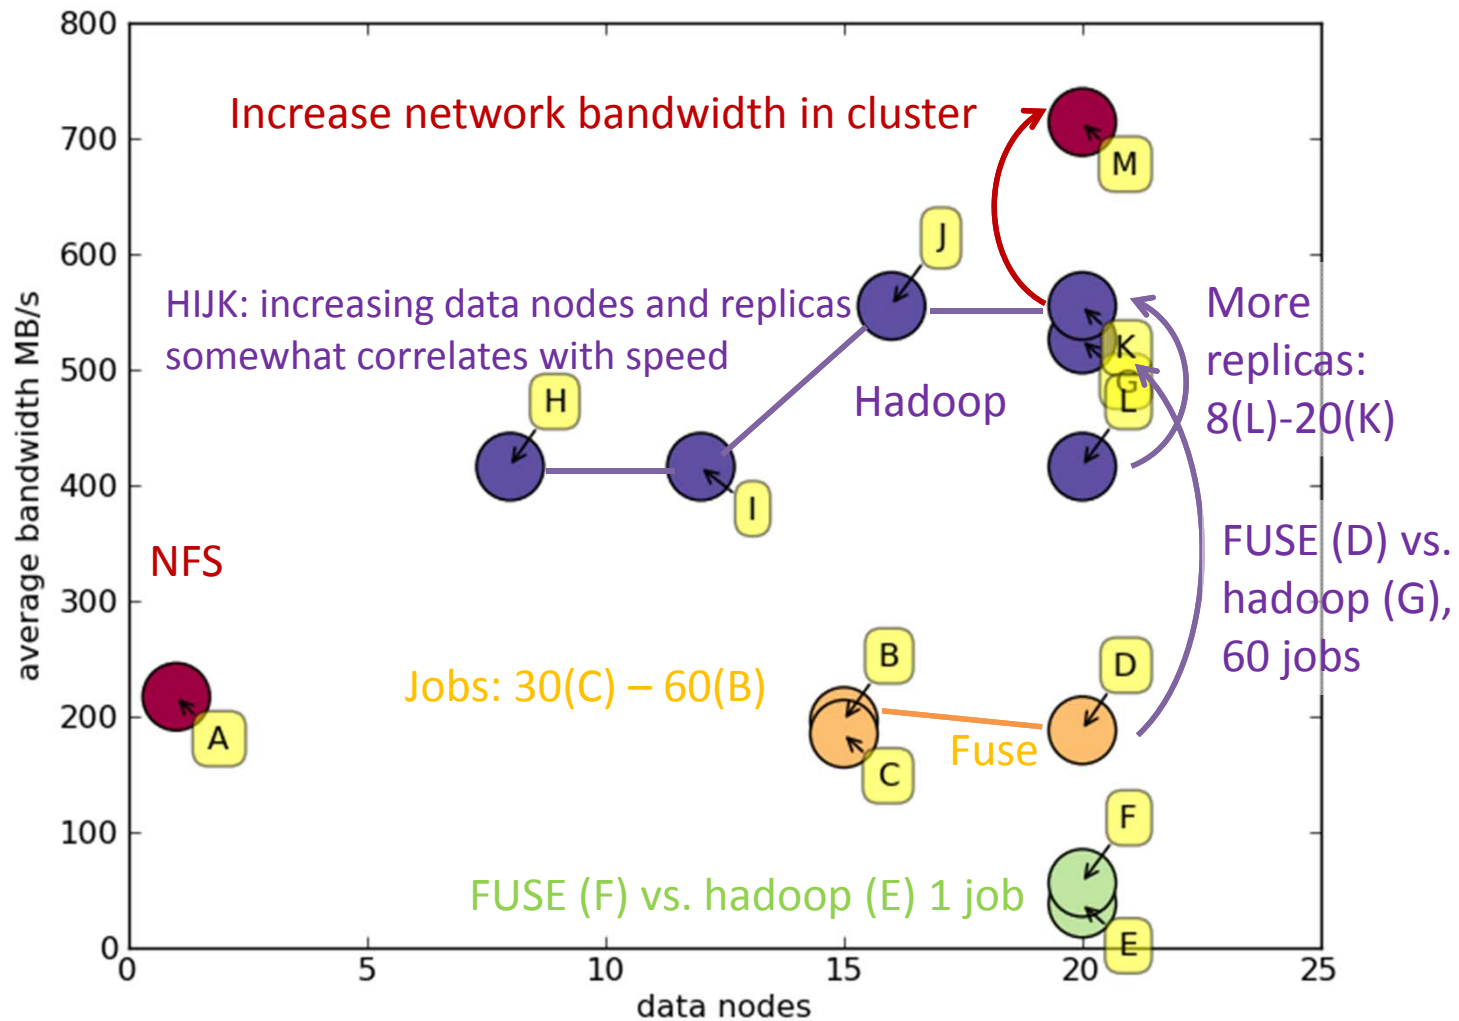 800
700
600
500
400
300
200
100
0
average bandwidth MB/s
0
5
10
15
20
25
data nodes
Increase network bandwidth in cluster
M
J
HIJK: increasing data nodes and replicas
somewhat correlates with speed
H
I
Hadoop
K
G
L
More
replicas:
8(L)-20(K)
NFS
A
FUSE (D) vs.
hadoop (G),
60 jobs
Jobs: 30(C) – 60(B)
B
C
D
Fuse
FUSE (F) vs. hadoop (E) 1 job
F
E